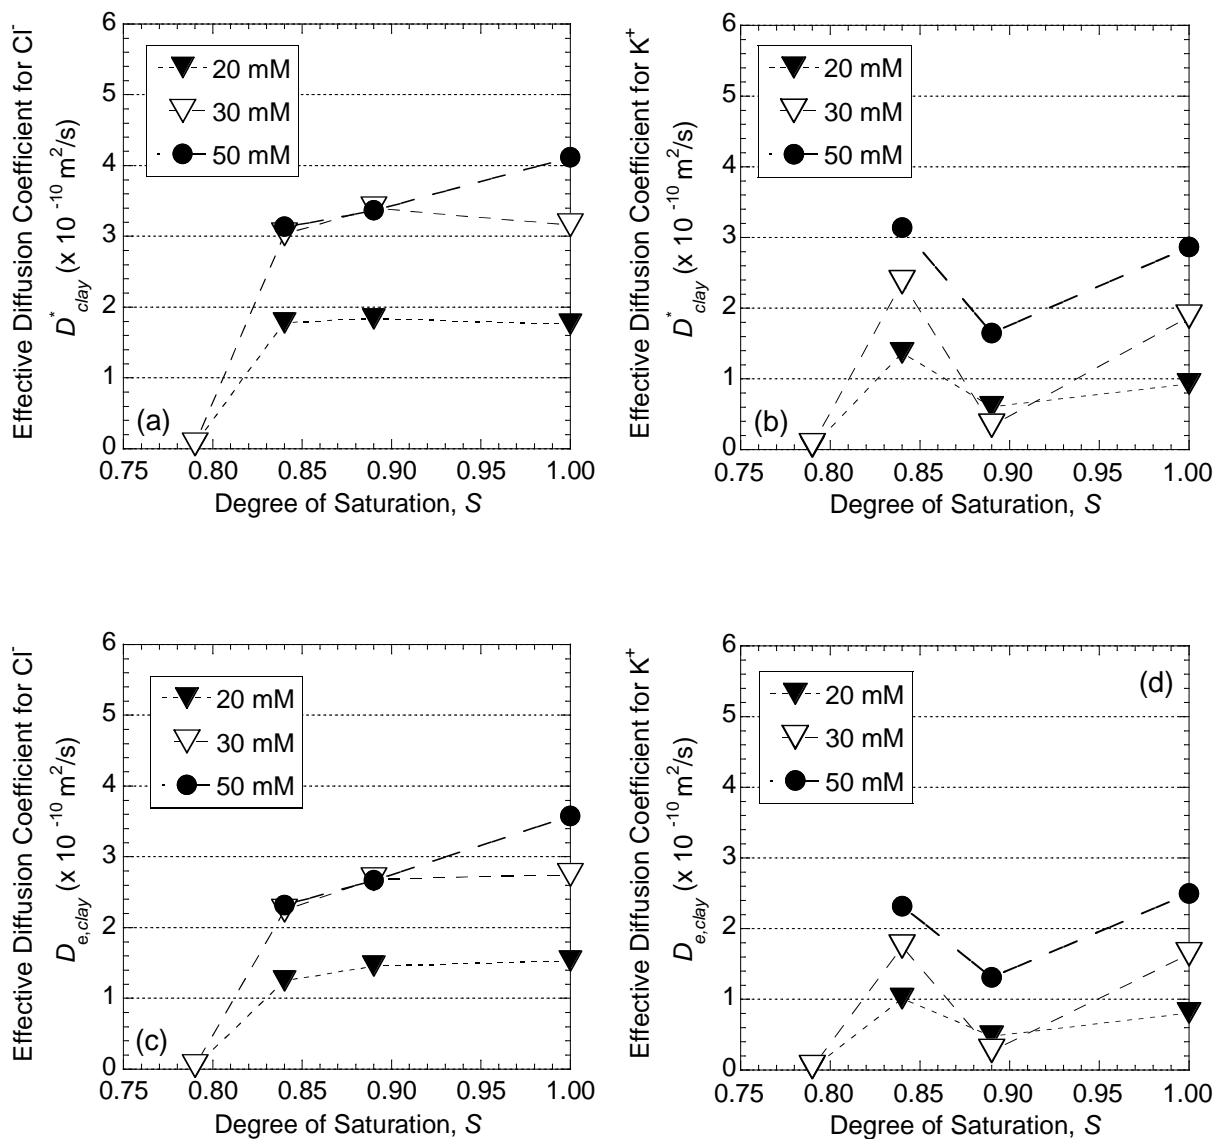 Effective Diffusion Coefficient for Cl⁻
D*clay (x 10⁻¹⁰ m²/s)
6
5
4
3
2
1
0
20 mM
30 mM
50 mM
(a)
0.75 0.80 0.85 0.90 0.95 1.00
Degree of Saturation, S
Effective Diffusion Coefficient for K⁺
D*clay (x 10⁻¹⁰ m²/s)
6
5
4
3
2
1
0
20 mM
30 mM
50 mM
(b)
0.75 0.80 0.85 0.90 0.95 1.00
Degree of Saturation, S
Effective Diffusion Coefficient for Cl⁻
De,clay (x 10⁻¹⁰ m²/s)
6
5
4
3
2
1
0
20 mM
30 mM
50 mM
(c)
0.75 0.80 0.85 0.90 0.95 1.00
Degree of Saturation, S
Effective Diffusion Coefficient for K⁺
De,clay (x 10⁻¹⁰ m²/s)
6
5
4
3
2
1
0
20 mM
30 mM
50 mM
(d)
0.75 0.80 0.85 0.90 0.95 1.00
Degree of Saturation, S